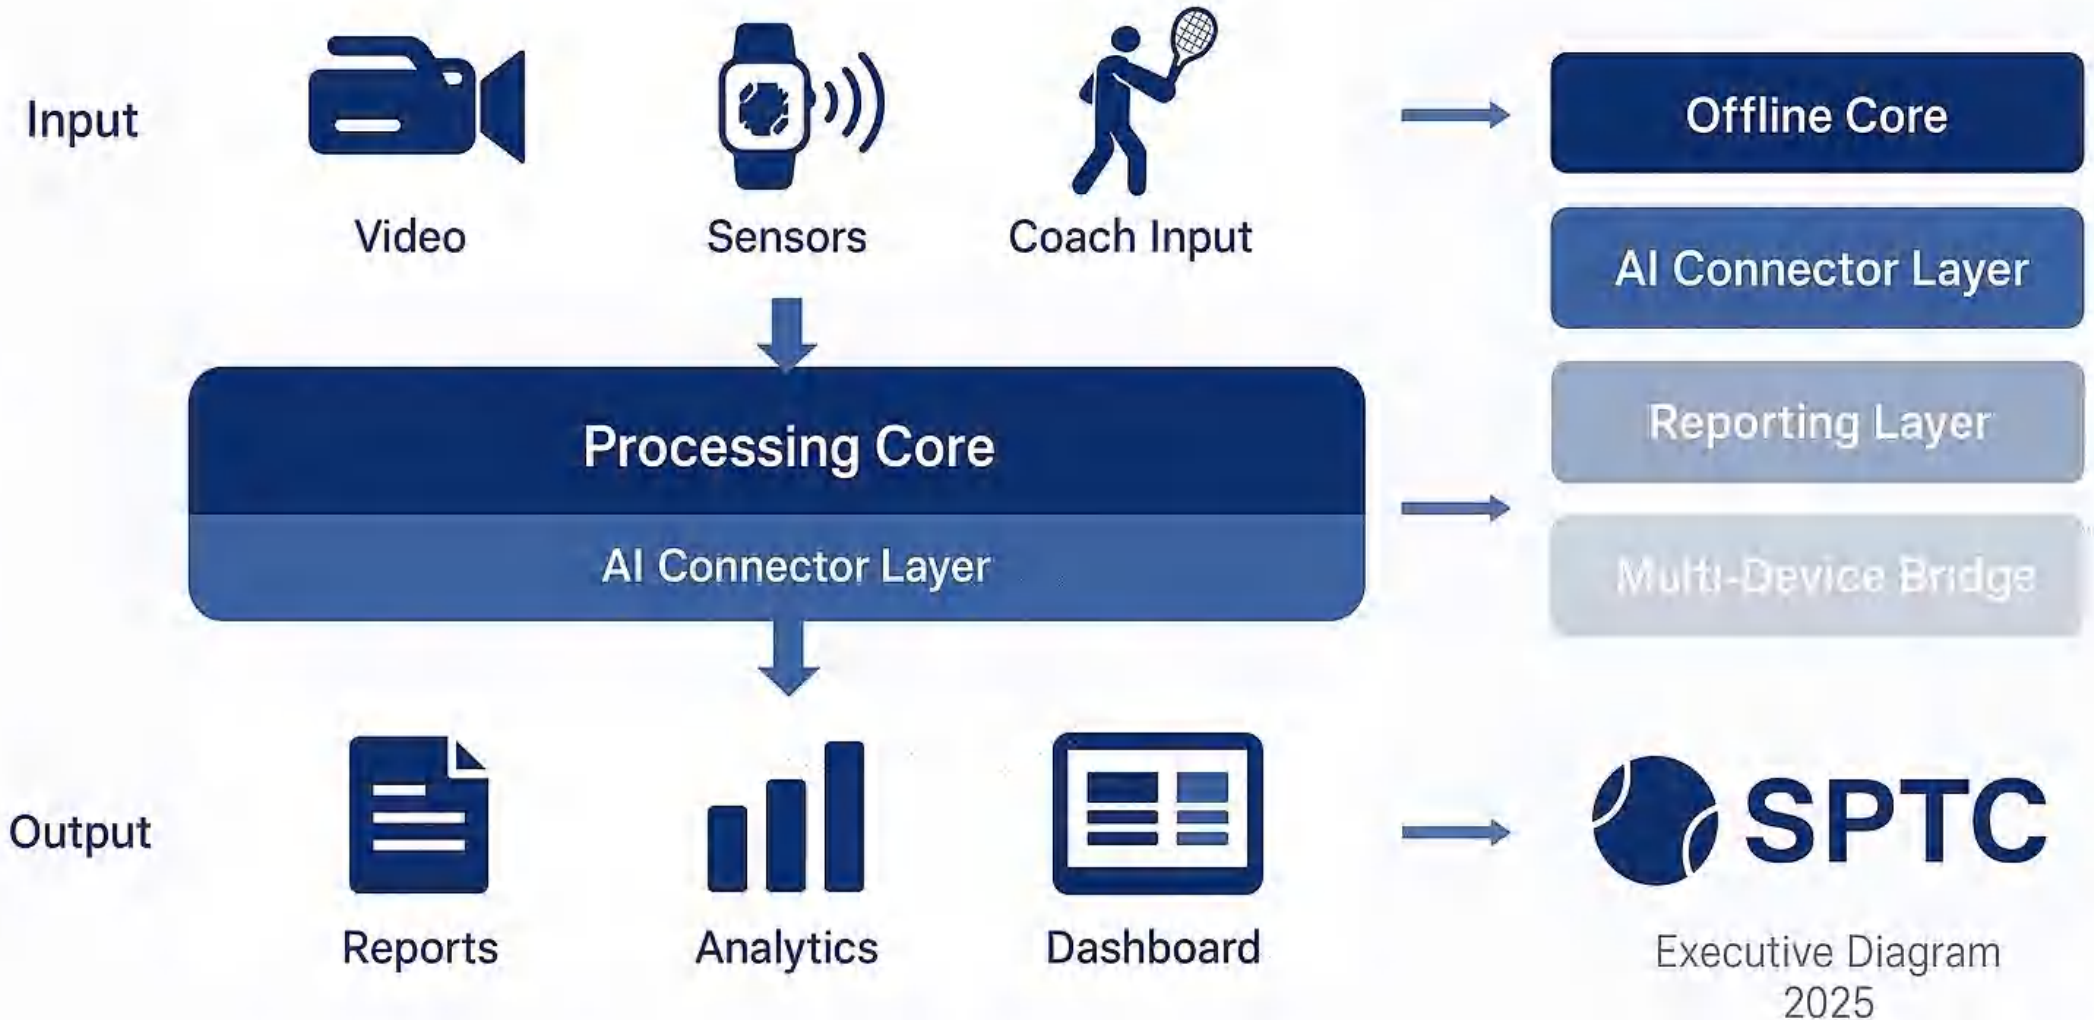 Input
Video
Sensors
Coach Input
Offline Core
AI Connector Layer
Reporting Layer
Multi-Device Bridge
Processing Core
AI Connector Layer
Output
Reports
Analytics
Dashboard
SPTC
Executive Diagram
2025